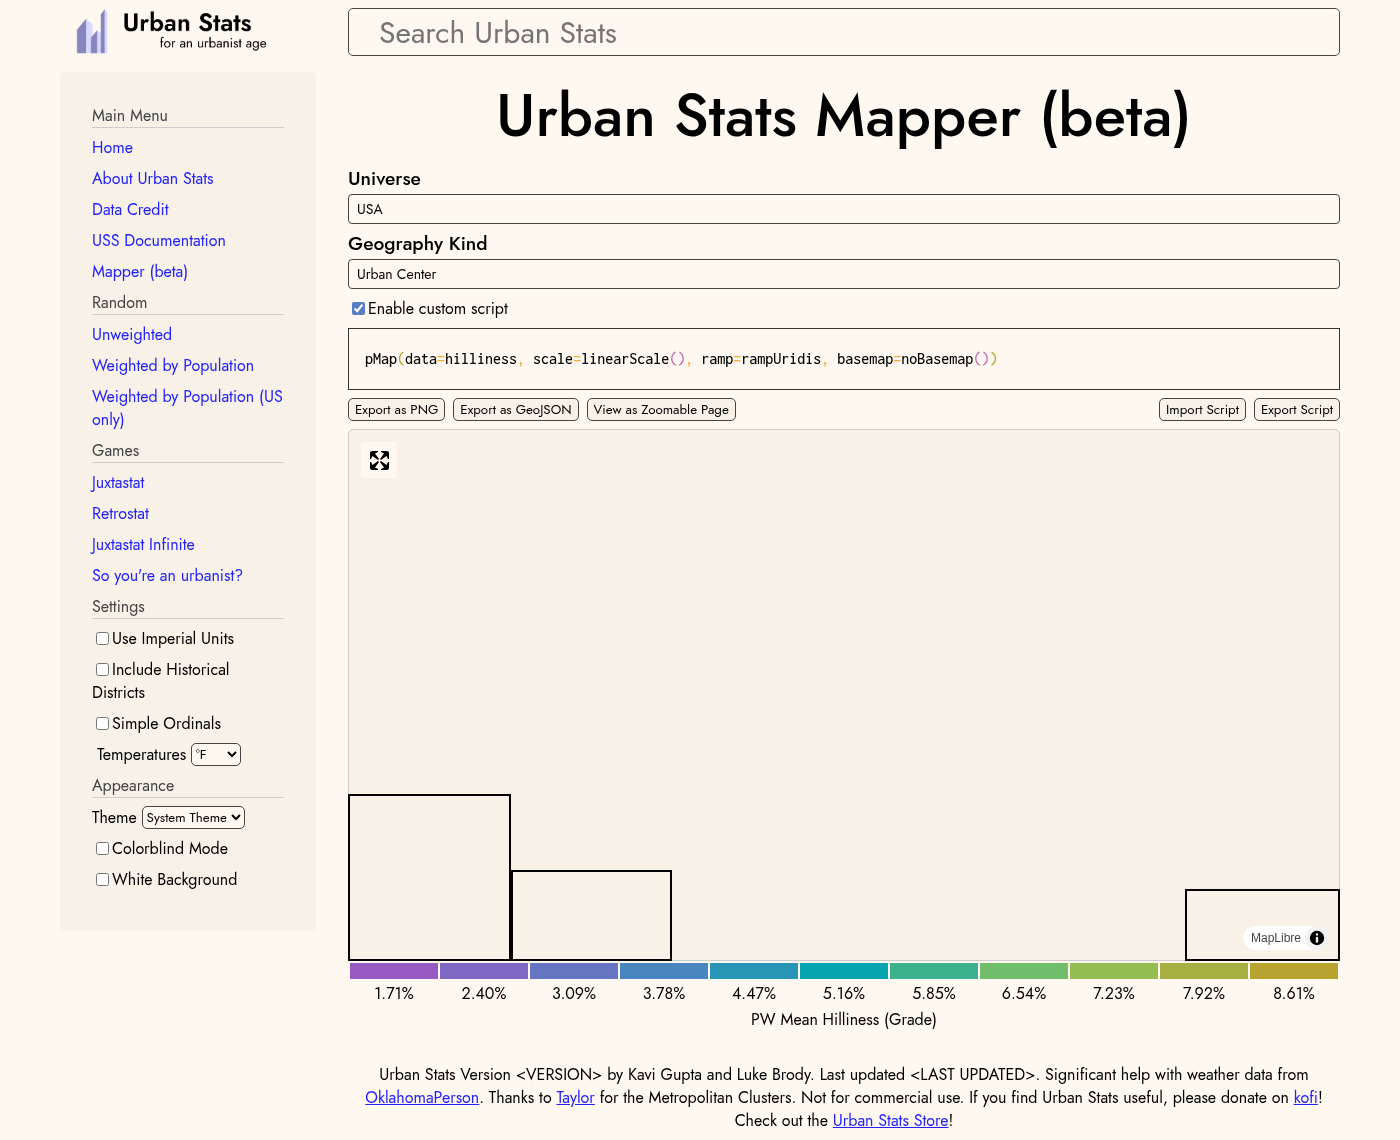 Urban Stats
for an urbanist age
Search Urban Stats
Main Menu
Home
About Urban Stats
Data Credit
USS Documentation
Mapper (beta)
Random
Unweighted
Weighted by Population
Weighted by Population (US
only)
Games
Juxtastat
Retrostat
Juxtastat Infinite
So you're an urbanist?
Settings
Use Imperial Units
Include Historical
Districts
Simple Ordinals
Temperatures °F
Appearance
Theme System Theme
Colorblind Mode
White Background
Urban Stats Mapper (beta)
Universe
USA
Geography Kind
Urban Center
Enable custom script
pMap(data=hilliness, scale=linearScale(), ramp=rampUridis, basemap=noBasemap())
Export as PNG Export as GeoJSON View as Zoomable Page Import Script Export Script
MapLibre
1.71% 2.40% 3.09% 3.78% 4.47% 5.16% 5.85% 6.54% 7.23% 7.92% 8.61%
PW Mean Hilliness (Grade)
Urban Stats Version <VERSION> by Kavi Gupta and Luke Brody. Last updated <LAST UPDATED>. Significant help with weather data from
OklahomaPerson. Thanks to Taylor for the Metropolitan Clusters. Not for commercial use. If you find Urban Stats useful, please donate on kofi!
Check out the Urban Stats Store!